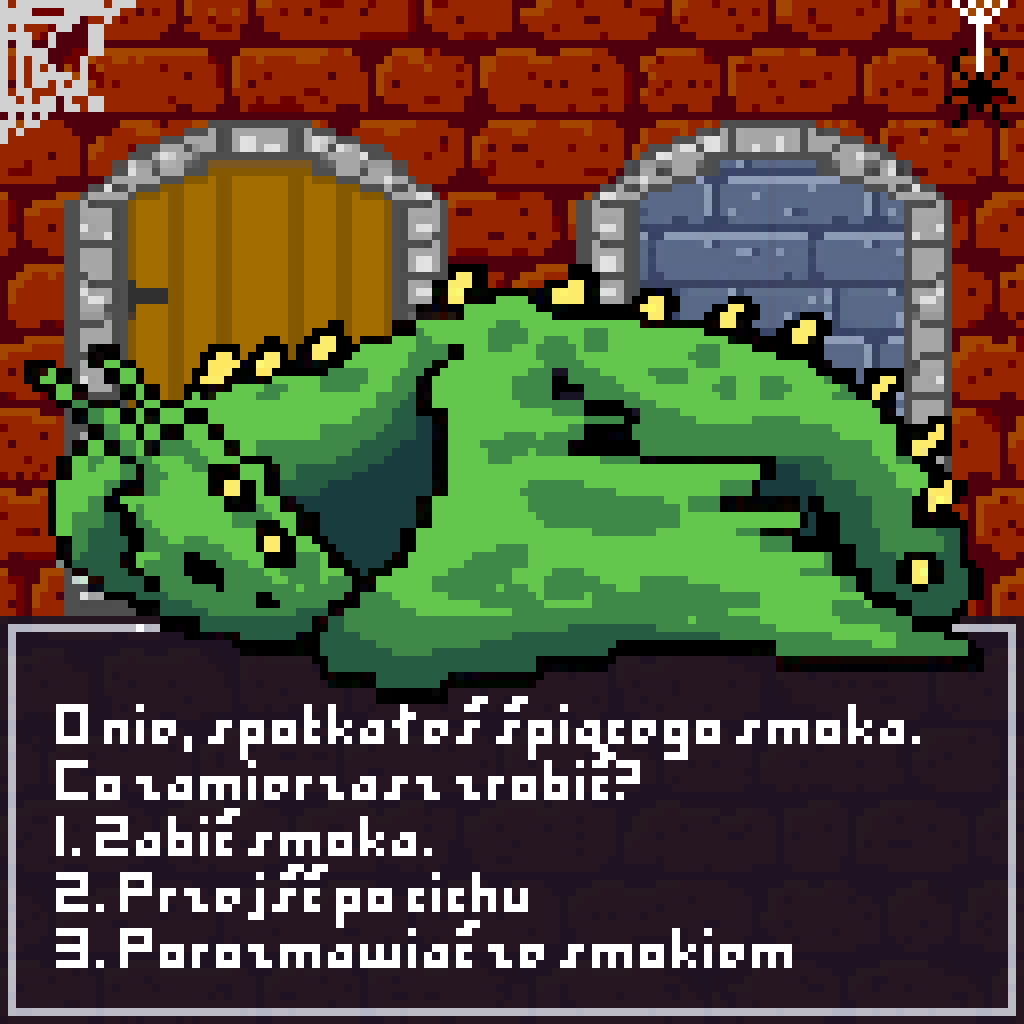 O nie, spotkałeś śpiącego smoka.
Co zamierzasz zrobić?
1. Zabić smoka.
2. Przejść po cichu
3. Porozmawiać ze smokiem